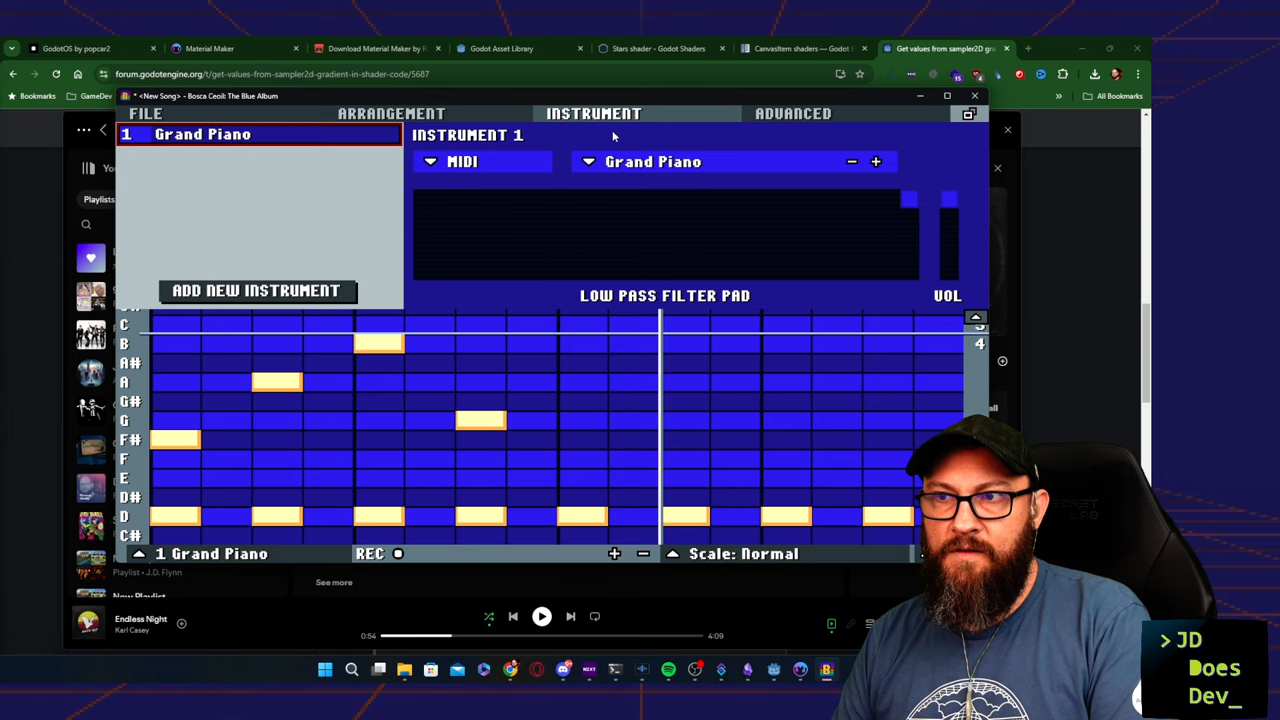 GodotOS by popcar2
Material Maker
Download Material Maker by R
Godot Asset Library
Stars shader - Godot Shaders
CanvasItem shaders — Godot
Get values from sampler2D gra
forum.godotengine.org/t/get-values-from-sampler2d-gradient-in-shader-code/5687
Bookmarks
GameDev
All Bookmarks
* <New Song> - Bosca Ceoil: The Blue Album
FILE
ARRANGEMENT
INSTRUMENT
ADVANCED
1 Grand Piano
INSTRUMENT 1
MIDI
Grand Piano
Playlists
ADD NEW INSTRUMENT
LOW PASS FILTER PAD
VOL
C
B
4
A#
A
G#
G
F#
F
E
D#
D
C#
1 Grand Piano
REC
Scale: Normal
Playlist • J.D. Flynn
New Playlist
See more
Endless Night
Karl Casey
0:54
4:09
> JD
Does
Dev_